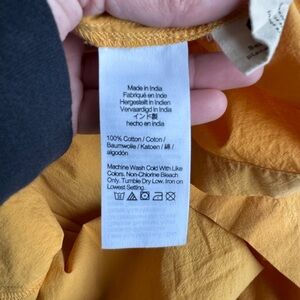 Made in India
Fabriqué en Inde
Hergestellt in Indien
Vervaardigd in India
インド製
hecho en India
100% Cotton / Coton /
Baumwolle / Katoen / 綿 /
algodón
Machine Wash Cold With Like
Colors. Non-Chlorine Bleach
Only. Tumble Dry Low. Iron on
Lowest Setting.